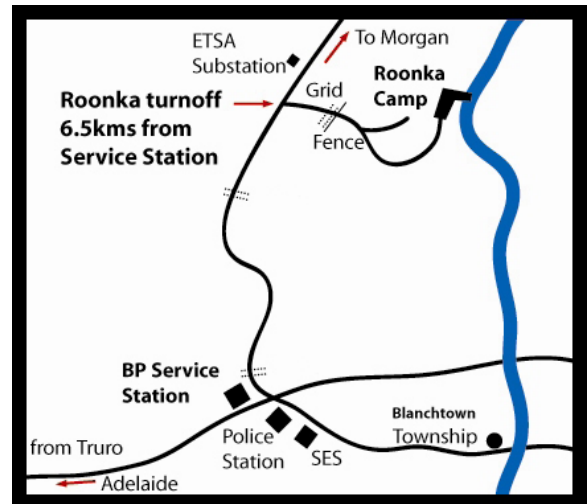 ETSA
Substation
To Morgan
Roonka turnoff
6.5kms from
Service Station
Grid
Fence
Roonka
Camp
BP Service
Station
Police
Station
SES
Blanchtown
Township
from Truro
Adelaide